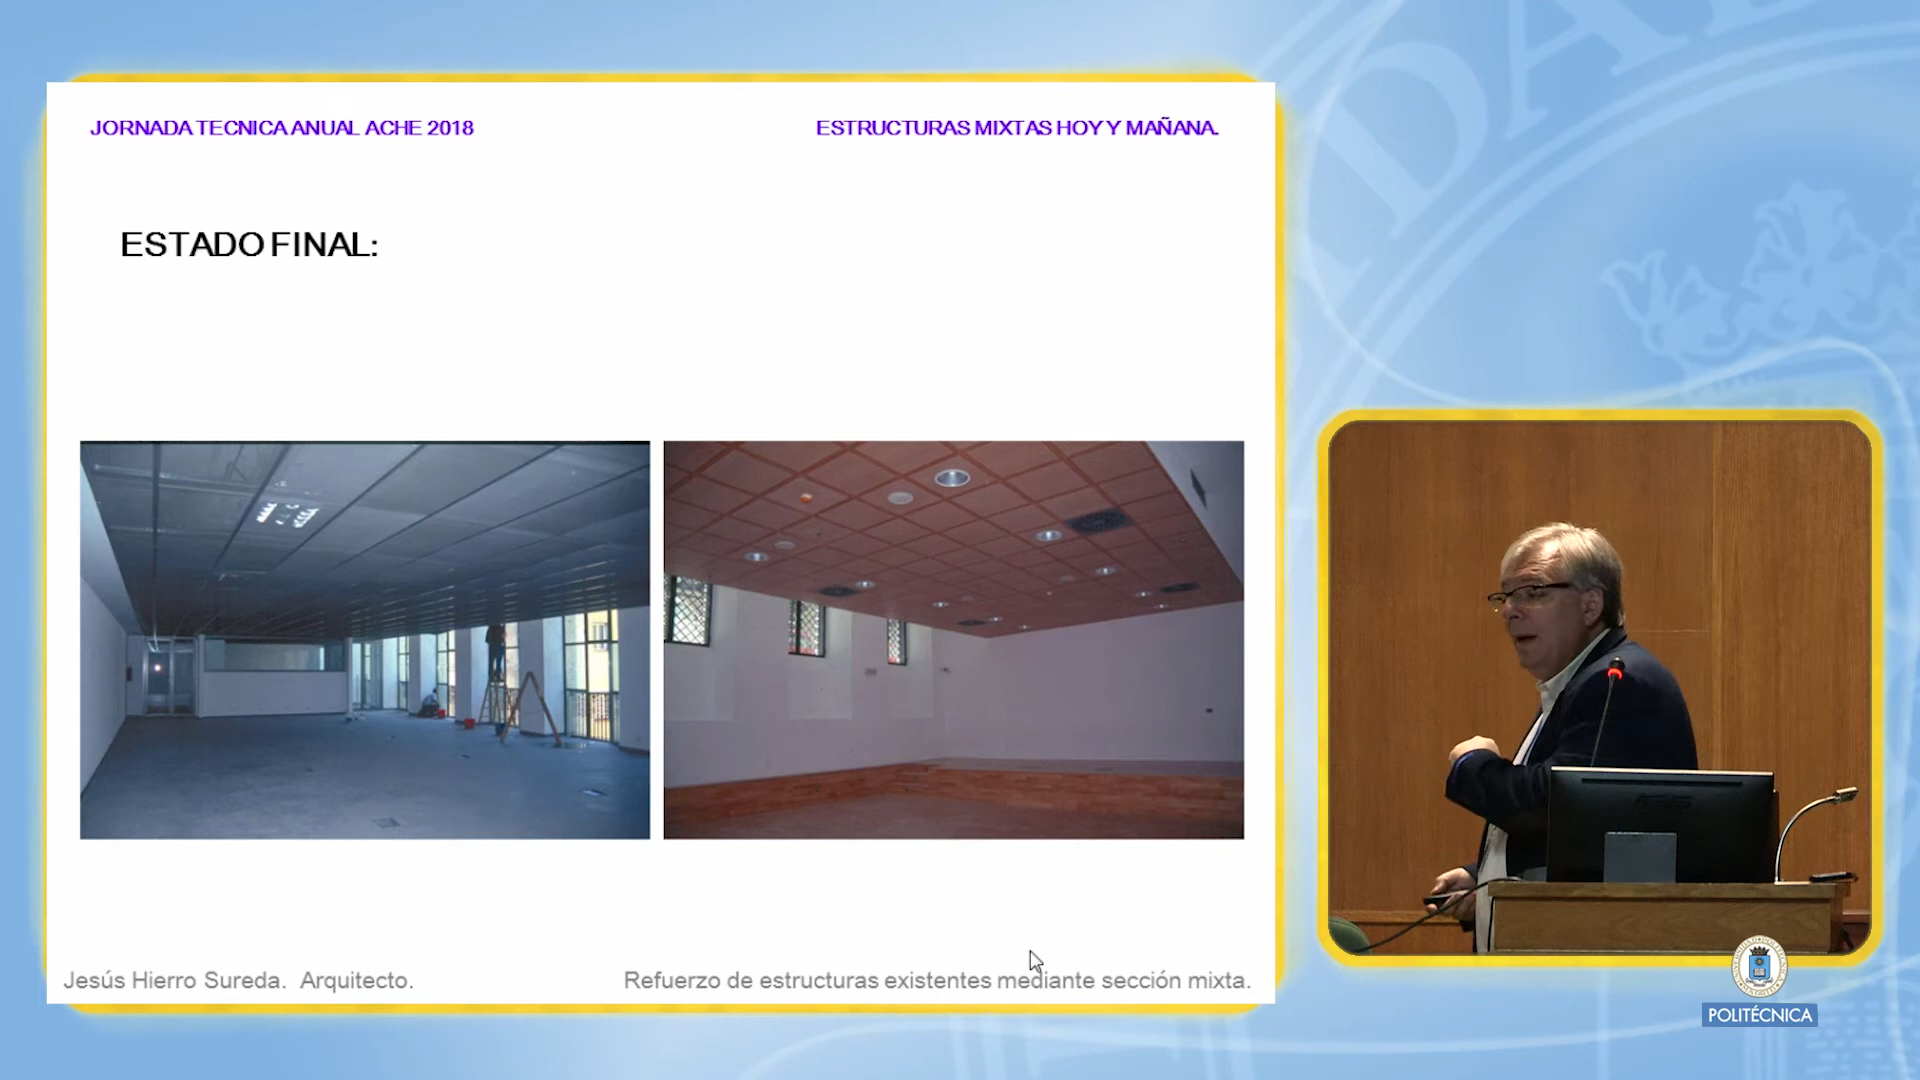 JORNADA TECNICA ANUAL ACHE 2018
ESTRUCTURAS MIXTAS HOY Y MAÑANA.
ESTADO FINAL:
Jesús Hierro Sureda. Arquitecto.
Refuerzo de estructuras existentes mediante sección mixta.
POLITÉCNICA